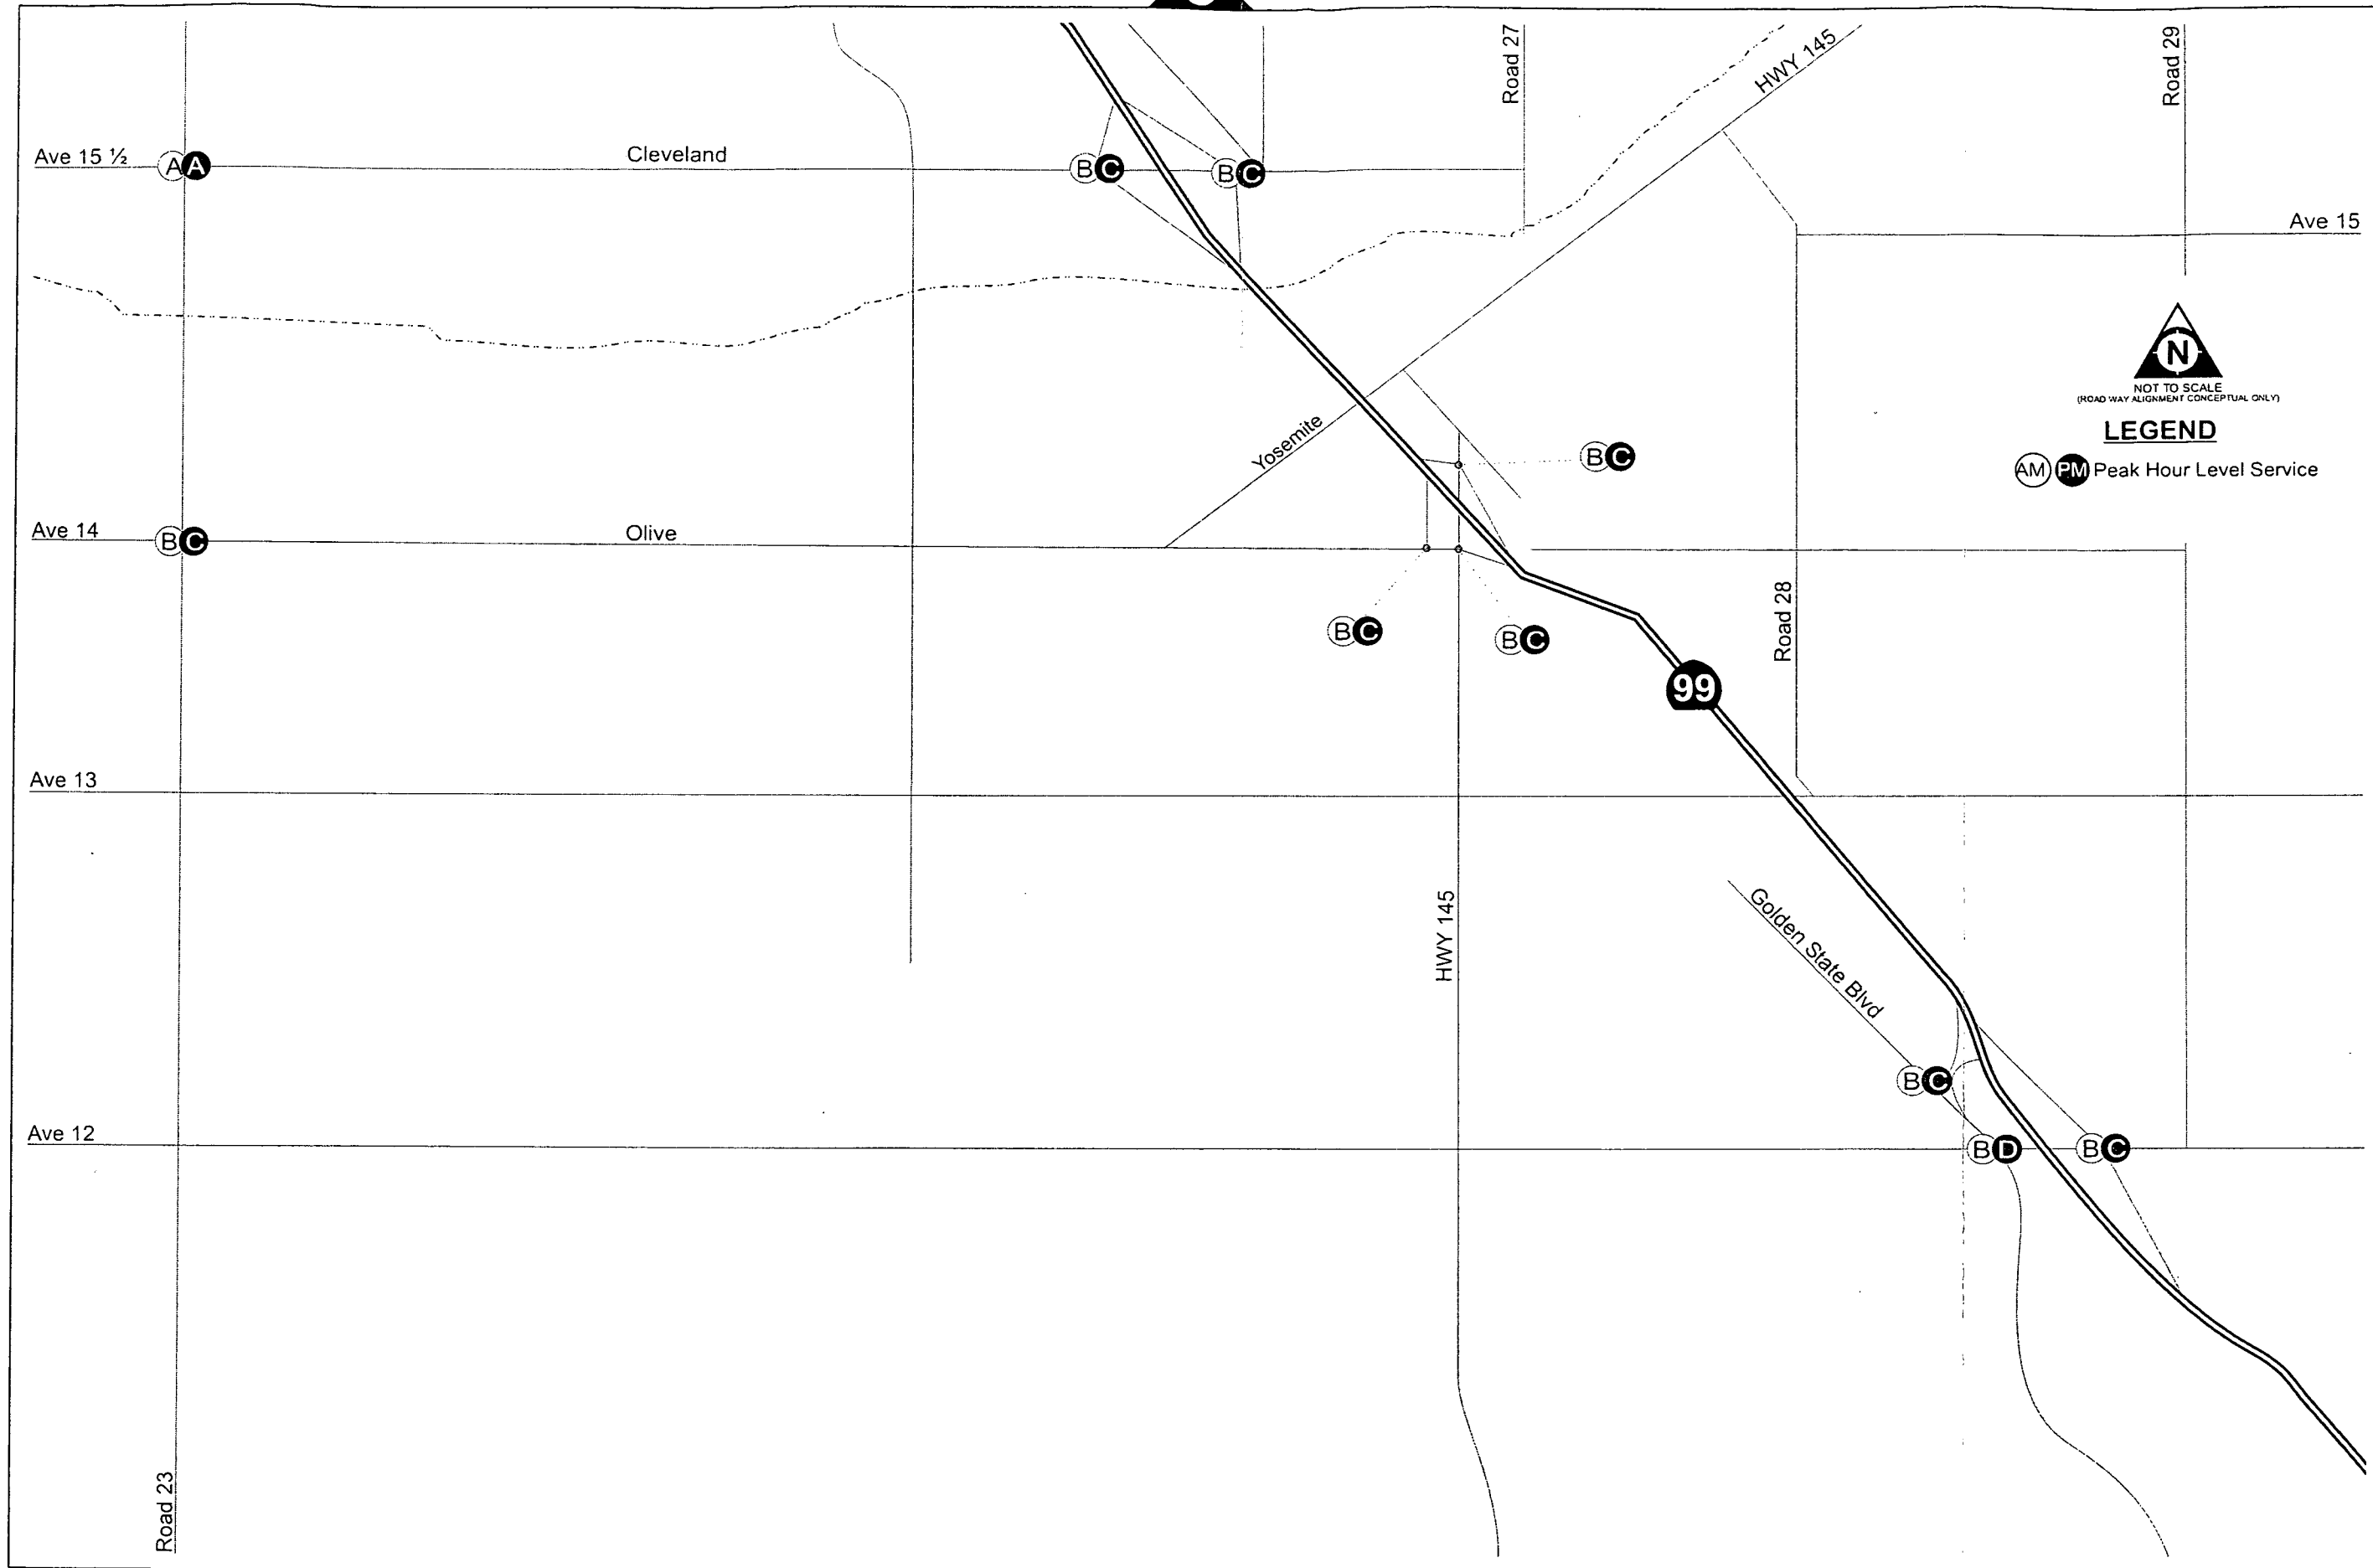 Road 27
HWY 145
Road 29
Ave 15 ½
A A
Cleveland
B C
B C
Ave 15
N
NOT TO SCALE
(ROAD WAY ALIGNMENT CONCEPTUAL ONLY)
LEGEND
AM PM Peak Hour Level Service
Yosemite
B C
Ave 14
B C
Olive
B C
B C
Road 28
99
Ave 13
HWY 145
Golden State Blvd
B C
Ave 12
B D
B C
Road 23